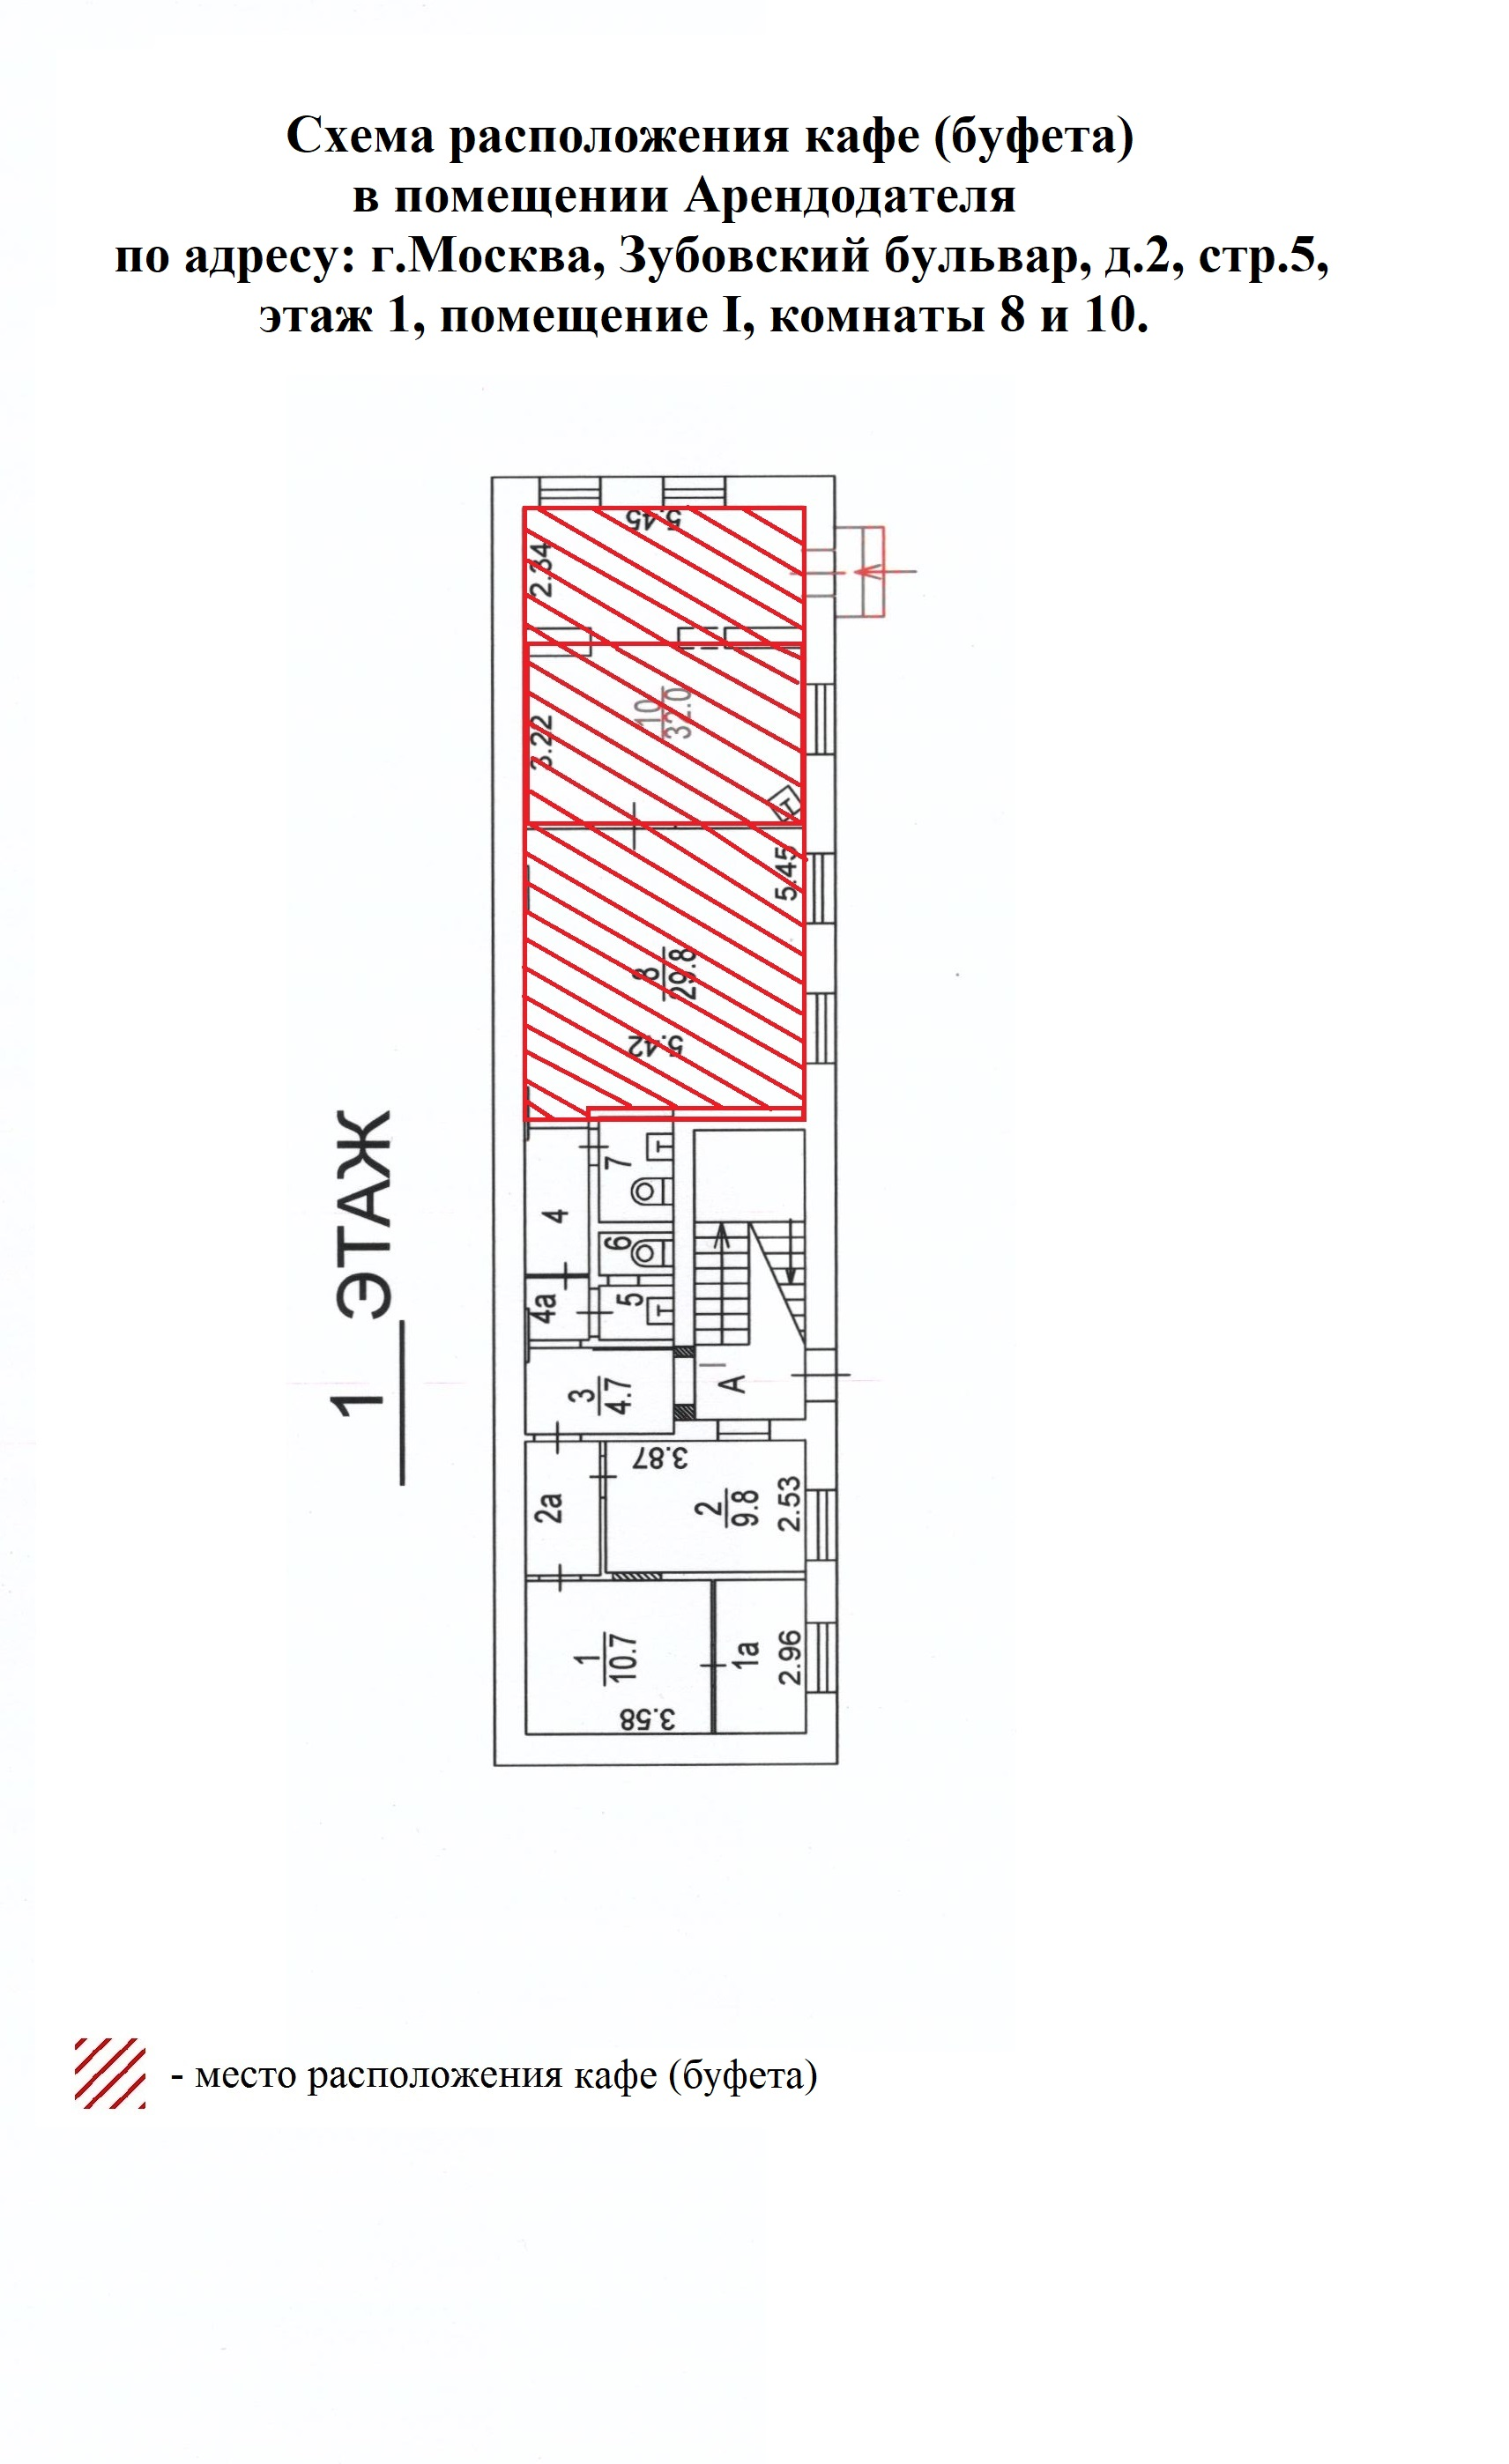 Схема расположения кафе (буфета)
в помещении Арендодателя
по адресу: г.Москва, Зубовский бульвар, д.2, стр.5,
этаж 1, помещение I, комнаты 8 и 10.
1 ЭТАЖ
5.45
2.34
3.22
10
32.0
Т
5.45
8
29.8
5.42
7
Т
4
6
4а
5
Т
3
4.7
А
3.87
2а
2
9.8
2.53
1
10.7
1а
2.96
3.58
- место расположения кафе (буфета)